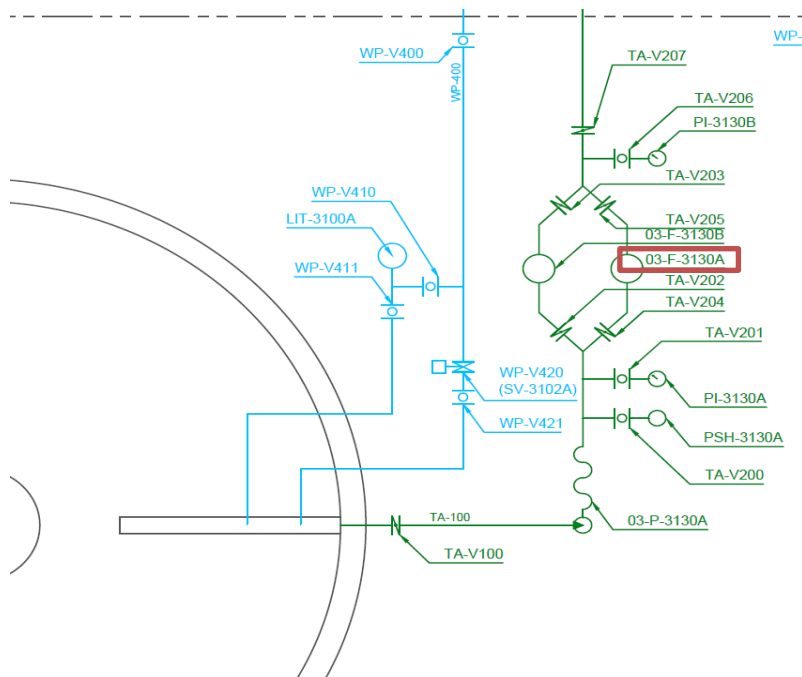 WP-
WP-V400
WP-400
TA-V207
TA-V206
PI-3130B
TA-V203
WP-V410
LIT-3100A
TA-V205
03-F-3130B
03-F-3130A
WP-V411
TA-V202
TA-V204
TA-V201
WP-V420
(SV-3102A)
PI-3130A
WP-V421
PSH-3130A
TA-V200
TA-100
03-P-3130A
TA-V100